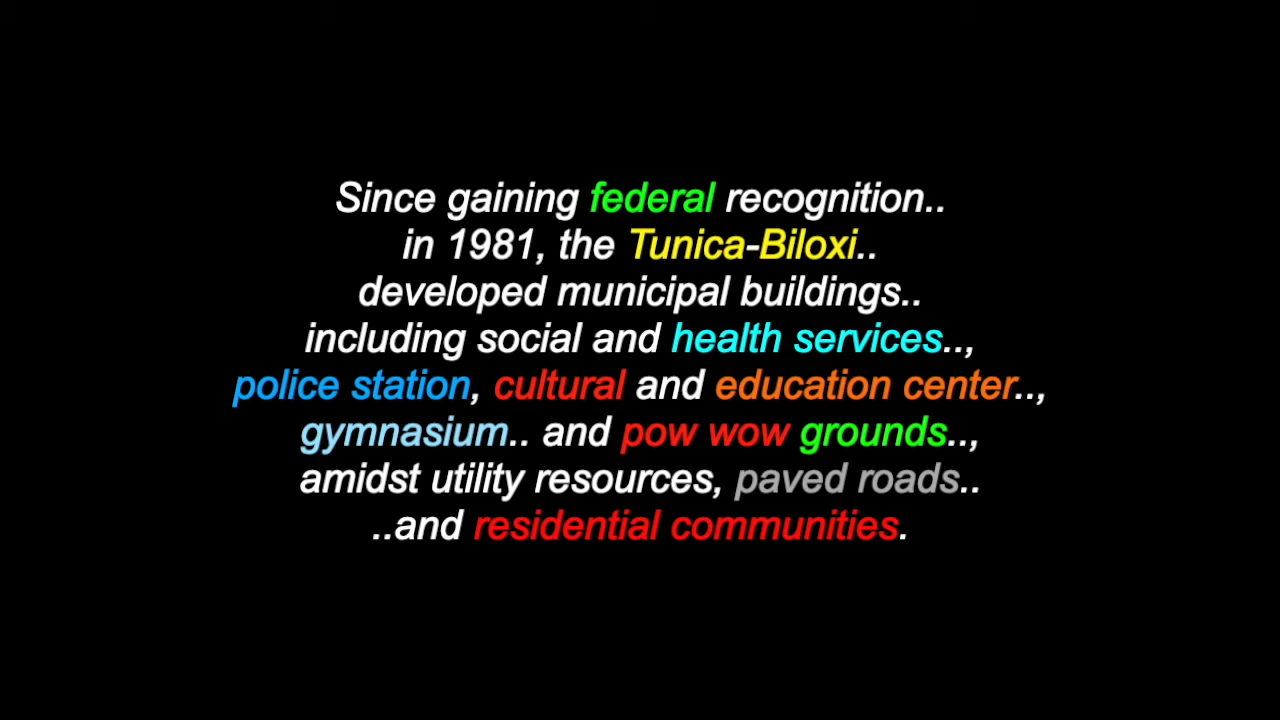 Since gaining federal recognition..
in 1981, the Tunica-Biloxi..
developed municipal buildings..
including social and health services..,
police station, cultural and education center..,
gymnasium.. and pow wow grounds..,
amidst utility resources, paved roads..
..and residential communities.